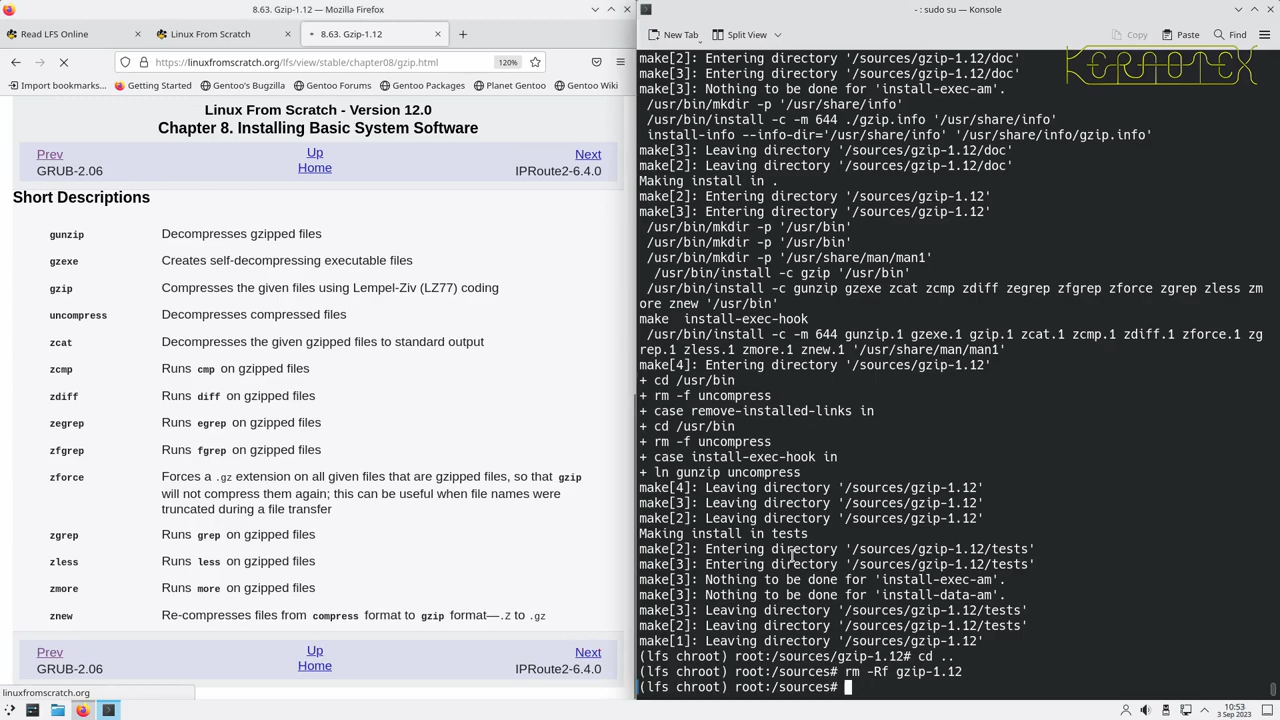 8.63. Gzip-1.12 — Mozilla Firefox
Read LFS Online
Linux From Scratch
8.63. Gzip-1.12
https://linuxfromscratch.org/lfs/view/stable/chapter08/gzip.html
120%
Import bookmarks...
Getting Started
Gentoo's Bugzilla
Gentoo Forums
Gentoo Packages
Planet Gentoo
Gentoo Wiki
Linux From Scratch - Version 12.0
Chapter 8. Installing Basic System Software
Prev
Up
Next
GRUB-2.06
Home
IPRoute2-6.4.0
Short Descriptions
gunzip Decompresses gzipped files
gzexe Creates self-decompressing executable files
gzip Compresses the given files using Lempel-Ziv (LZ77) coding
uncompress Decompresses compressed files
zcat Decompresses the given gzipped files to standard output
zcmp Runs cmp on gzipped files
zdiff Runs diff on gzipped files
zegrep Runs egrep on gzipped files
zfgrep Runs fgrep on gzipped files
zforce Forces a .gz extension on all given files that are gzipped files, so that gzip
will not compress them again; this can be useful when file names were
truncated during a file transfer
zgrep Runs grep on gzipped files
zless Runs less on gzipped files
zmore Runs more on gzipped files
znew Re-compresses files from compress format to gzip format—.Z to .gz
Prev
Up
Next
GRUB-2.06
Home
IPRoute2-6.4.0
linuxfromscratch.org
- : sudo su — Konsole
New Tab
Split View
Copy
Paste
Find
KERNOTEX
make[2]: Entering directory '/sources/gzip-1.12/doc'
make[3]: Entering directory '/sources/gzip-1.12/doc'
make[3]: Nothing to be done for 'install-exec-am'.
/usr/bin/mkdir -p '/usr/share/info'
/usr/bin/install -c -m 644 ./gzip.info '/usr/share/info'
install-info --info-dir='/usr/share/info' '/usr/share/info/gzip.info'
make[3]: Leaving directory '/sources/gzip-1.12/doc'
make[2]: Leaving directory '/sources/gzip-1.12/doc'
Making install in .
make[2]: Entering directory '/sources/gzip-1.12'
make[3]: Entering directory '/sources/gzip-1.12'
/usr/bin/mkdir -p '/usr/bin'
/usr/bin/mkdir -p '/usr/bin'
/usr/bin/mkdir -p '/usr/share/man/man1'
/usr/bin/install -c gzip '/usr/bin'
/usr/bin/install -c gunzip gzexe zcat zcmp zdiff zegrep zfgrep zforce zgrep zless zm
ore znew '/usr/bin'
make  install-exec-hook
/usr/bin/install -c -m 644 gunzip.1 gzexe.1 gzip.1 zcat.1 zcmp.1 zdiff.1 zforce.1 zg
rep.1 zless.1 zmore.1 znew.1 '/usr/share/man/man1'
make[4]: Entering directory '/sources/gzip-1.12'
+ cd /usr/bin
+ rm -f uncompress
+ case remove-installed-links in
+ cd /usr/bin
+ rm -f uncompress
+ case install-exec-hook in
+ ln gunzip uncompress
make[4]: Leaving directory '/sources/gzip-1.12'
make[3]: Leaving directory '/sources/gzip-1.12'
make[2]: Leaving directory '/sources/gzip-1.12'
Making install in tests
make[2]: Entering directory '/sources/gzip-1.12/tests'
make[3]: Entering directory '/sources/gzip-1.12/tests'
make[3]: Nothing to be done for 'install-exec-am'.
make[3]: Nothing to be done for 'install-data-am'.
make[3]: Leaving directory '/sources/gzip-1.12/tests'
make[2]: Leaving directory '/sources/gzip-1.12/tests'
make[1]: Leaving directory '/sources/gzip-1.12'
(lfs chroot) root:/sources/gzip-1.12# cd ..
(lfs chroot) root:/sources# rm -Rf gzip-1.12
(lfs chroot) root:/sources#
10:53
3 Sep 2023